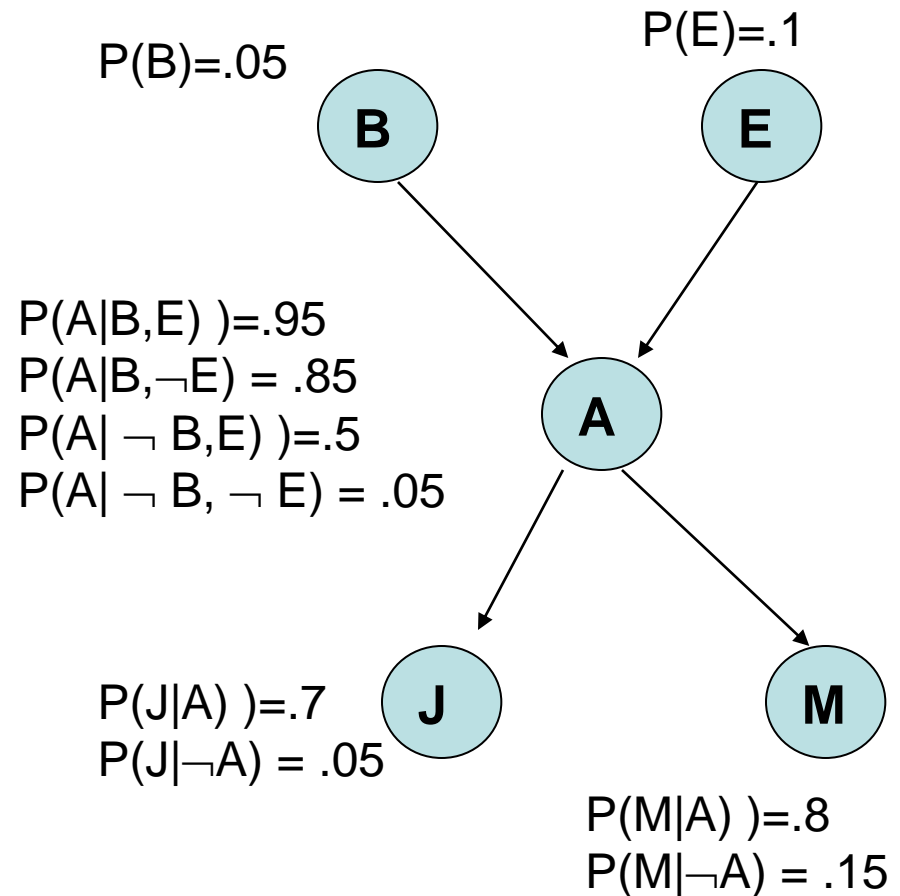 P(E)=.1
P(B)=.05
B
E
P(A|B,E) )=.95
P(A|B,¬E) = .85
P(A| ¬ B,E) )=.5
P(A| ¬ B, ¬ E) = .05
A
P(J|A) )=.7
P(J|¬A) = .05
J
M
P(M|A) )=.8
P(M|¬A) = .15